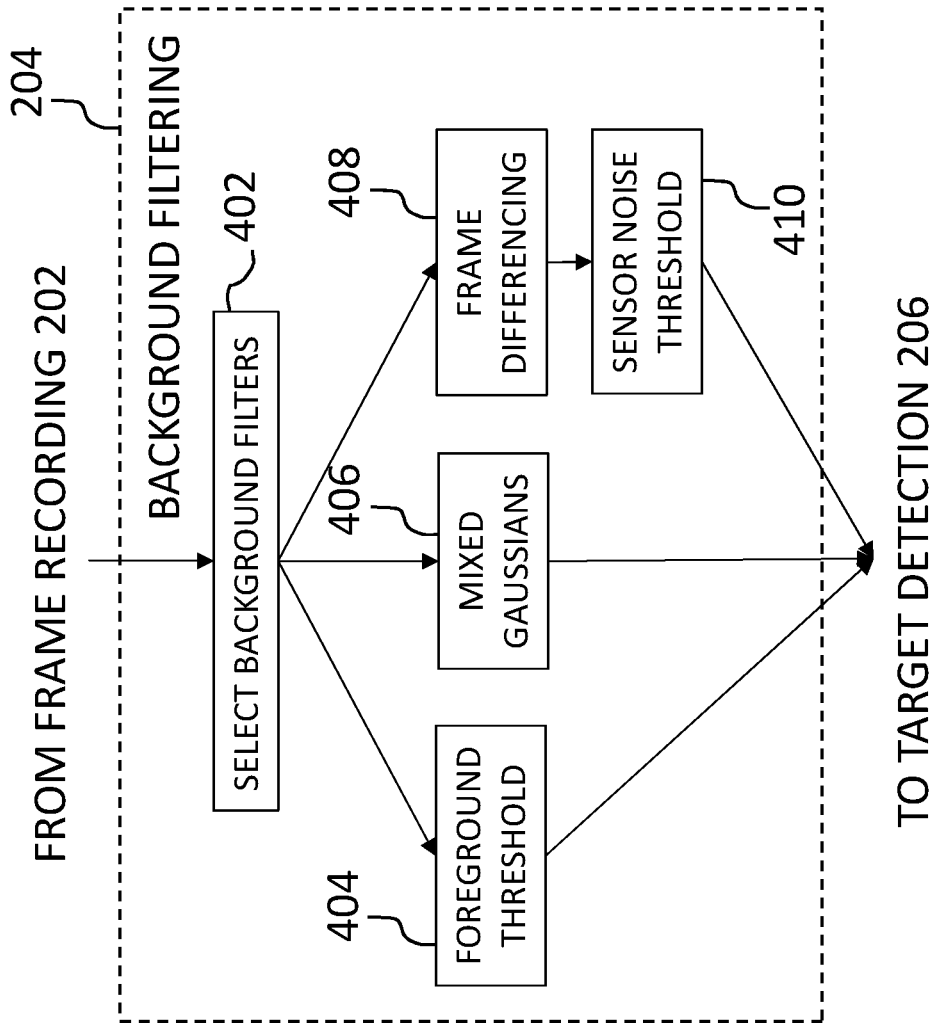 FROM FRAME RECORDING 202
204
BACKGROUND FILTERING
402
SELECT BACKGROUND FILTERS
404
FOREGROUND
THRESHOLD
406
MIXED
GAUSSIANS
408
FRAME
DIFFERENCING
SENSOR NOISE
THRESHOLD
410
TO TARGET DETECTION 206